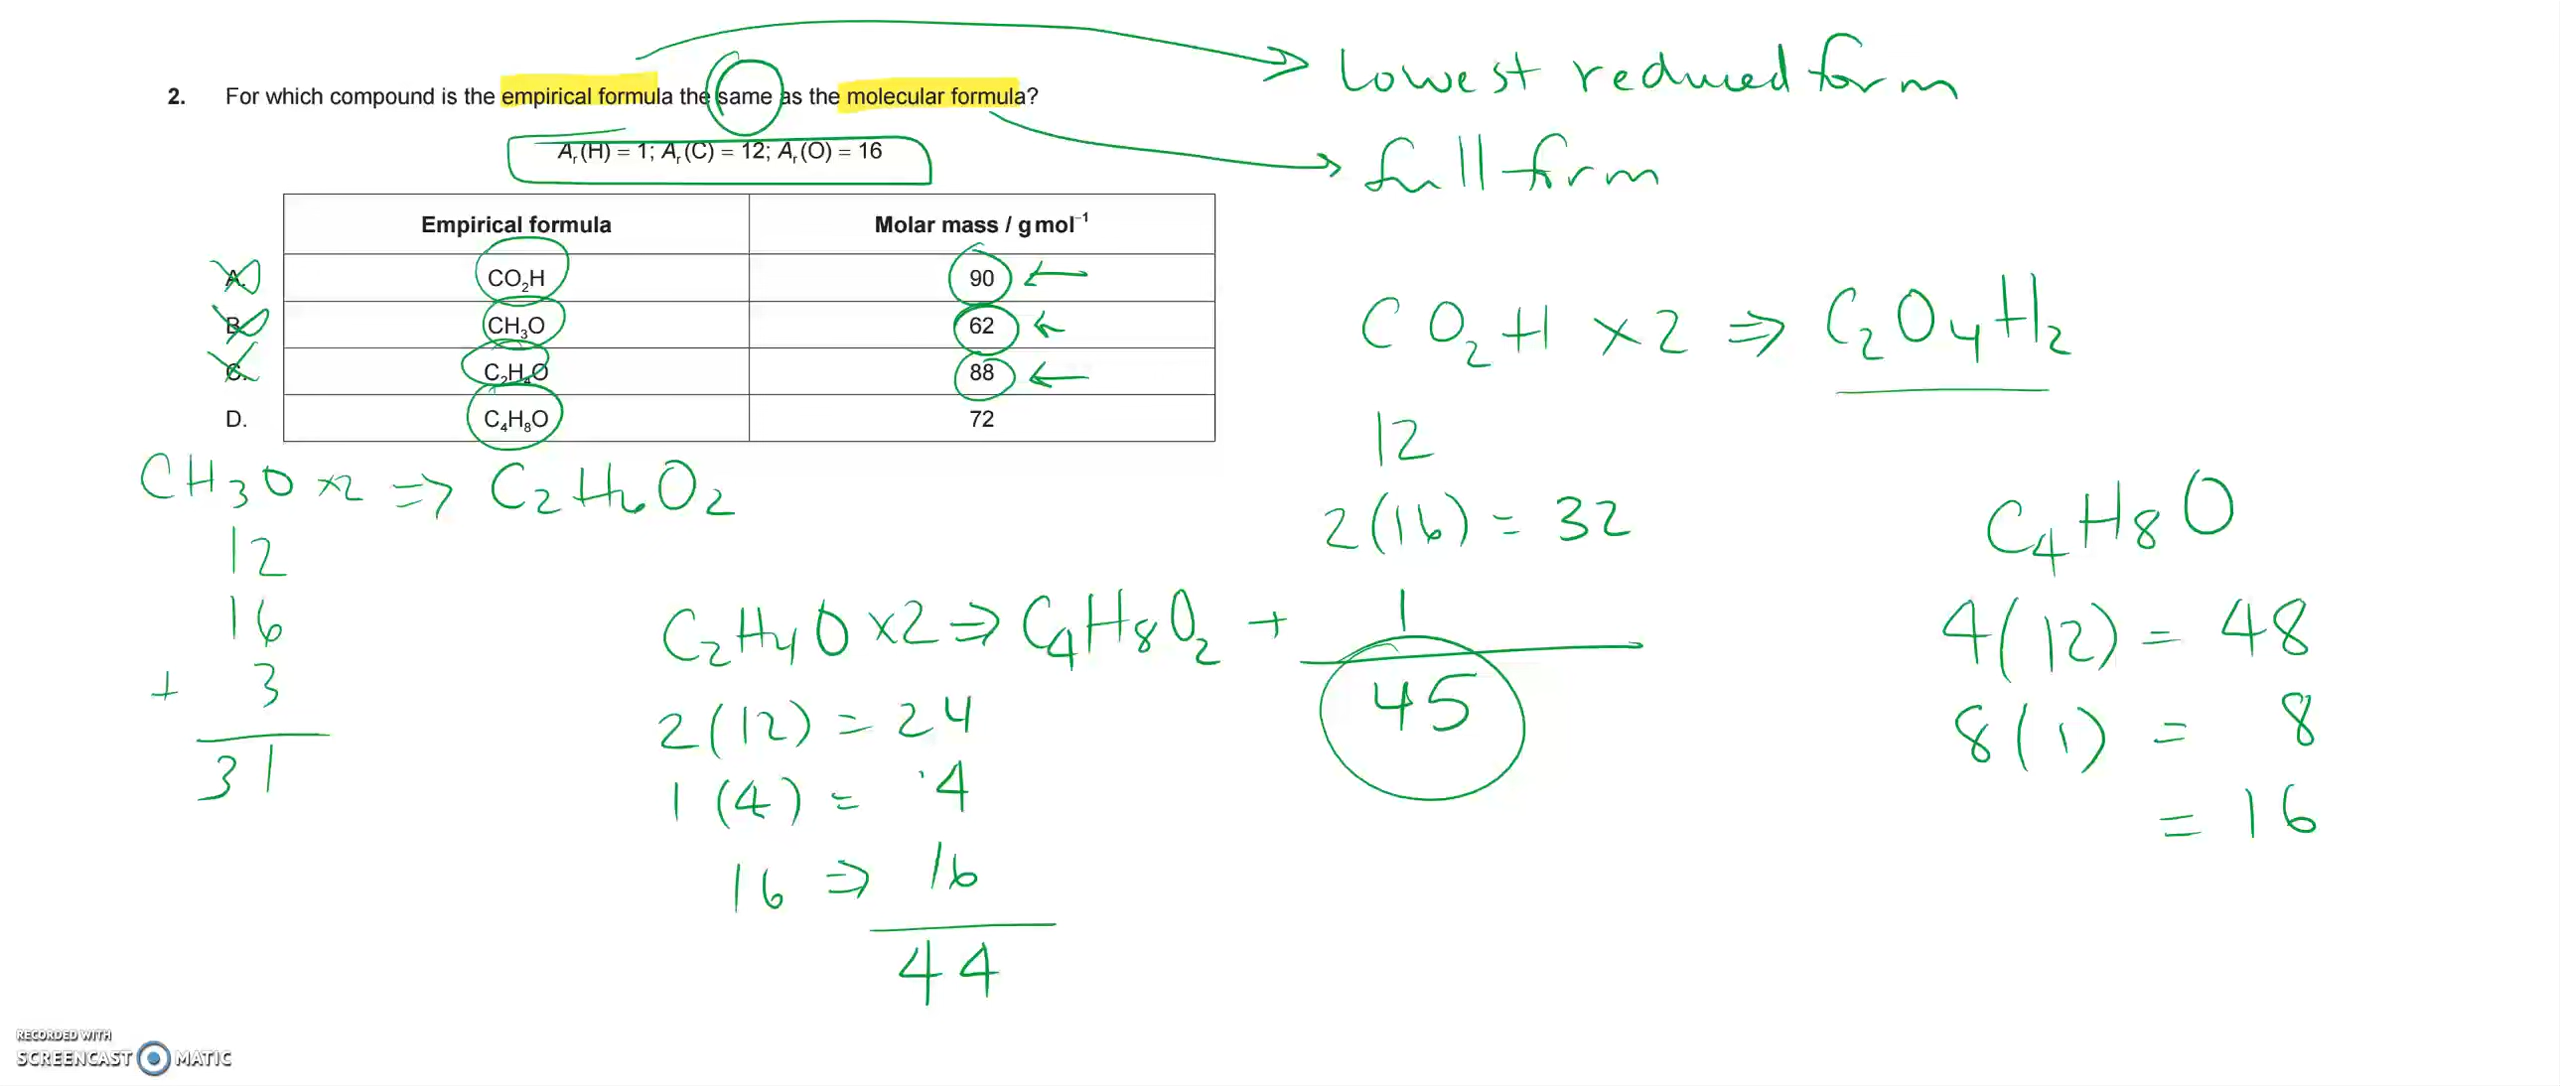 2. For which compound is the empirical formula the same as the molecular formula?
Aᵣ(H) = 1; Aᵣ(C) = 12; Aᵣ(O) = 16
Empirical formula Molar mass / g mol⁻¹
A. CO₂H 90
B. CH₃O 62
C. C₂H₄O 88
D. C₄H₈O 72
lowest reduced form
full form
CO₂H ×2 ⇒ C₂O₄H₂
12
2(16) = 32
+ 1
45
CH₃O ×2 ⇒ C₂H₆O₂
12
16
+ 3
31
C₂H₄O ×2 ⇒ C₄H₈O₂
2(12) = 24
1(4) = 4
16 ⇒ 16
44
C₄H₈O
4(12) = 48
8(1) = 8
= 16
RECORDED WITH
SCREENCAST MATIC